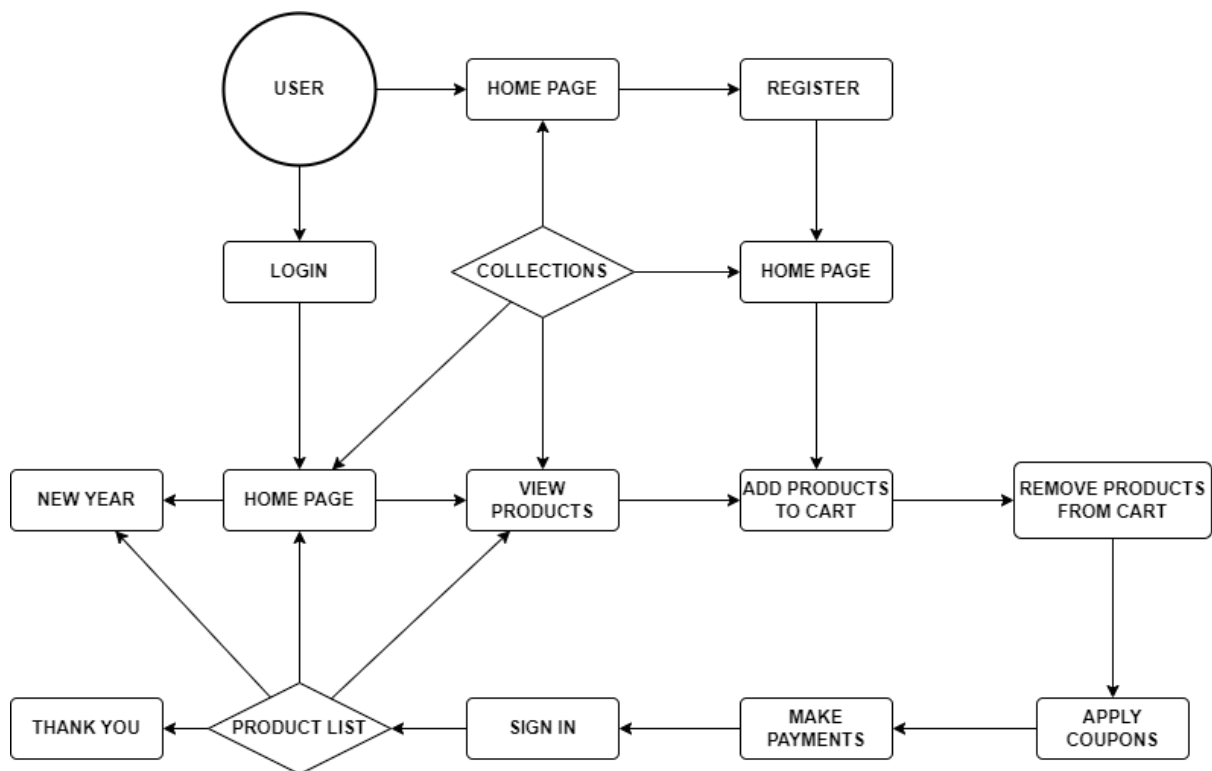 USER
HOME PAGE
REGISTER
LOGIN
COLLECTIONS
HOME PAGE
NEW YEAR
HOME PAGE
VIEW
PRODUCTS
ADD PRODUCTS
TO CART
REMOVE PRODUCTS
FROM CART
THANK YOU
PRODUCT LIST
SIGN IN
MAKE
PAYMENTS
APPLY
COUPONS